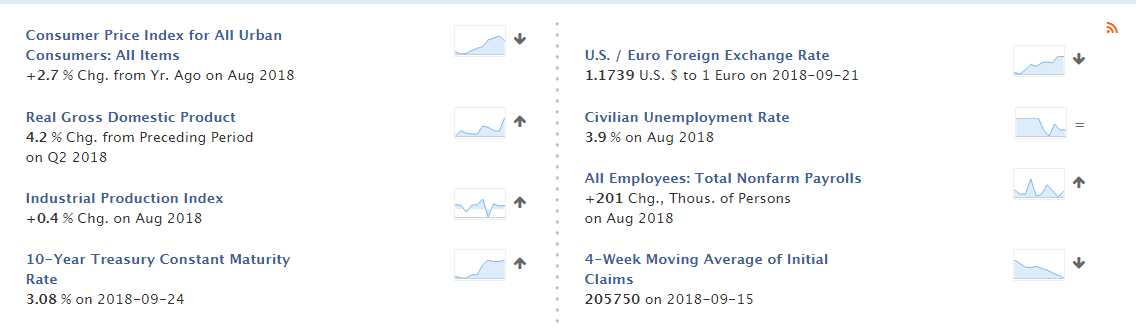 Consumer Price Index for All Urban
Consumers: All Items
+2.7 % Chg. from Yr. Ago on Aug 2018
Real Gross Domestic Product
4.2 % Chg. from Preceding Period
on Q2 2018
Industrial Production Index
+0.4 % Chg. on Aug 2018
10-Year Treasury Constant Maturity
Rate
3.08 % on 2018-09-24
U.S. / Euro Foreign Exchange Rate
1.1739 U.S. $ to 1 Euro on 2018-09-21
Civilian Unemployment Rate
3.9 % on Aug 2018
=
All Employees: Total Nonfarm Payrolls
+201 Chg., Thous. of Persons
on Aug 2018
4-Week Moving Average of Initial
Claims
205750 on 2018-09-15